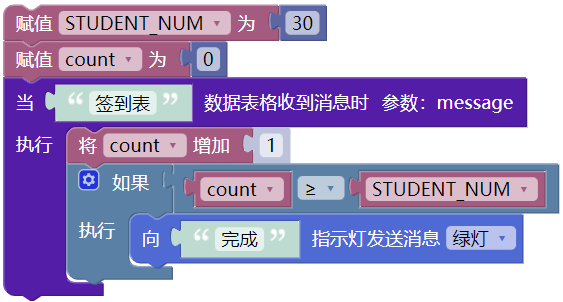 赋值 STUDENT_NUM 为 30
赋值 count 为 0
当 “ 签到表 ” 数据表格收到消息时 参数：message
执行 将 count 增加 1
如果 count ≥ STUDENT_NUM
执行 向 “ 完成 ” 指示灯发送消息 绿灯